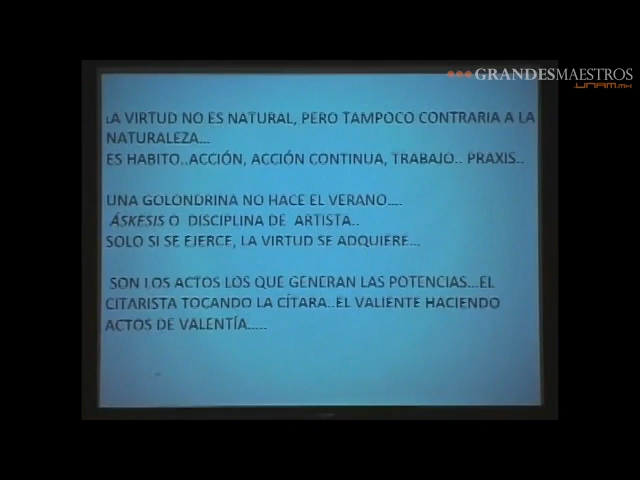 •••GRANDESMAESTROS
.UNAM.MX
LA VIRTUD NO ES NATURAL, PERO TAMPOCO CONTRARIA A LA
NATURALEZA...
ES HABITO..ACCIÓN, ACCIÓN CONTINUA, TRABAJO.. PRAXIS..
UNA GOLONDRINA NO HACE EL VERANO....
ÁSKESIS O DISCIPLINA DE ARTISTA..
SOLO SI SE EJERCE, LA VIRTUD SE ADQUIERE...
SON LOS ACTOS LOS QUE GENERAN LAS POTENCIAS...EL
CITARISTA TOCANDO LA CÍTARA..EL VALIENTE HACIENDO
ACTOS DE VALENTÍA.....